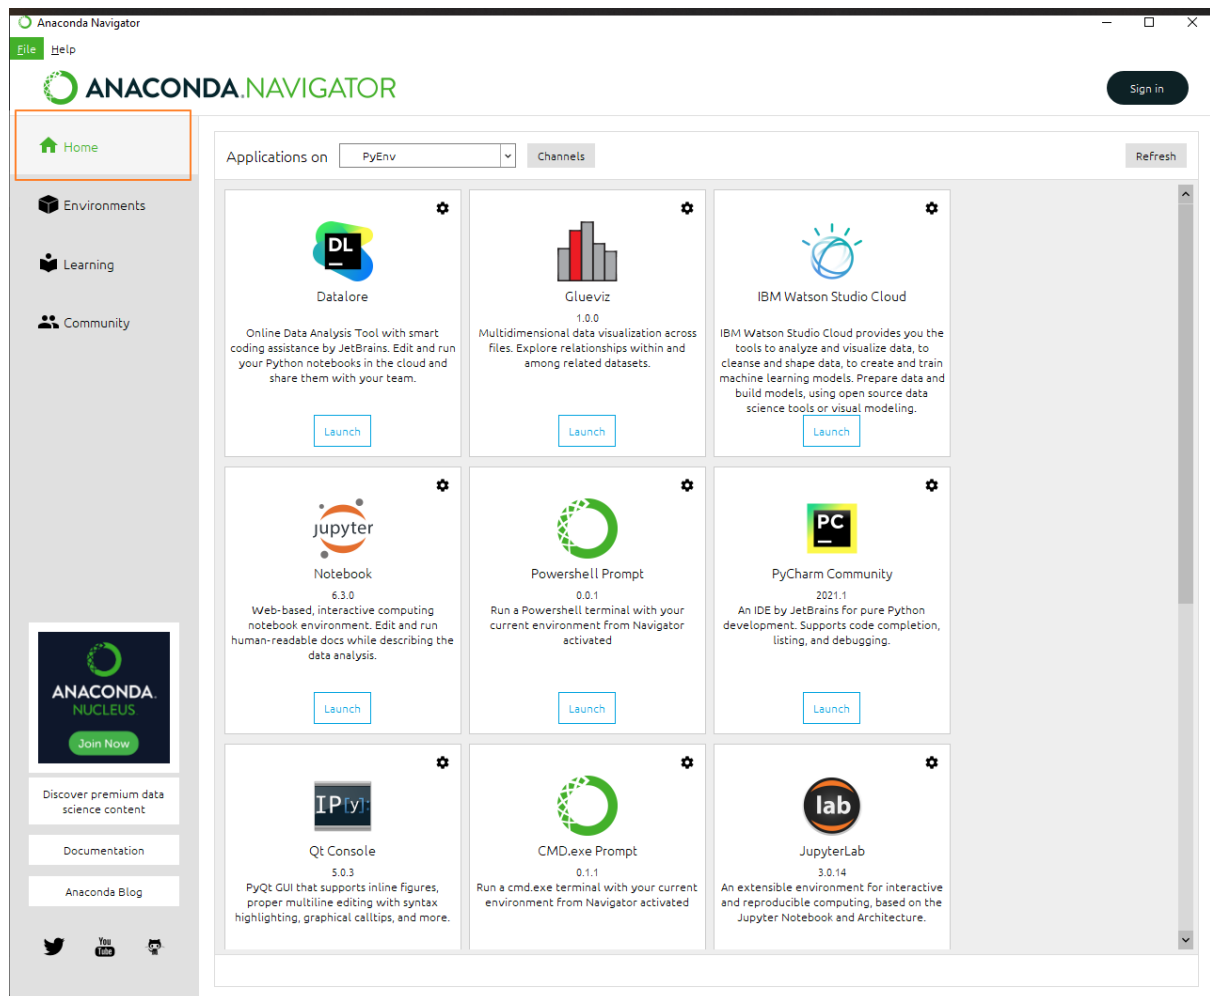 Anaconda Navigator
File Help
ANACONDA.NAVIGATOR
Sign in
Home
Environments
Learning
Community
Applications on PyEnv Channels Refresh
DL
Datalore
Online Data Analysis Tool with smart
coding assistance by JetBrains. Edit and run
your Python notebooks in the cloud and
share them with your team.
Launch
Glueviz
1.0.0
Multidimensional data visualization across
files. Explore relationships within and
among related datasets.
Launch
IBM Watson Studio Cloud
IBM Watson Studio Cloud provides you the
tools to analyze and visualize data, to
cleanse and shape data, to create and train
machine learning models. Prepare data and
build models, using open source data
science tools or visual modeling.
Launch
jupyter
Notebook
6.3.0
Web-based, interactive computing
notebook environment. Edit and run
human-readable docs while describing the
data analysis.
Launch
Powershell Prompt
0.0.1
Run a Powershell terminal with your
current environment from Navigator
activated
Launch
PC
PyCharm Community
2021.1
An IDE by JetBrains for pure Python
development. Supports code completion,
listing, and debugging.
Launch
IP[y]:
Qt Console
5.0.3
PyQt GUI that supports inline figures,
proper multiline editing with syntax
highlighting, graphical calltips, and more.
CMD.exe Prompt
0.1.1
Run a cmd.exe terminal with your current
environment from Navigator activated
lab
JupyterLab
3.0.14
An extensible environment for interactive
and reproducible computing, based on the
Jupyter Notebook and Architecture.
ANACONDA.
NUCLEUS
Join Now
Discover premium data
science content
Documentation
Anaconda Blog
You
Tube